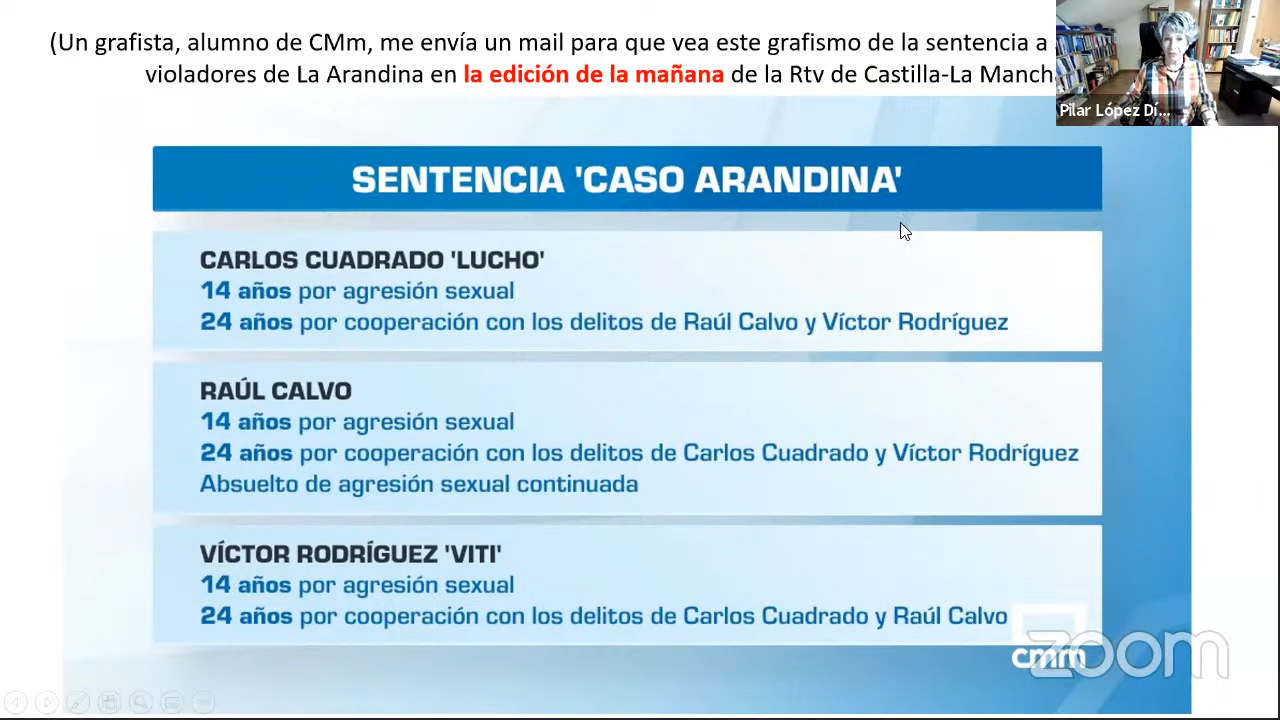 (Un grafista, alumno de CMm, me envía un mail para que vea este grafismo de la sentencia a
violadores de La Arandina en la edición de la mañana de la Rtv de Castilla-La Mancha
Pilar López Dí...
SENTENCIA 'CASO ARANDINA'
CARLOS CUADRADO 'LUCHO'
14 años por agresión sexual
24 años por cooperación con los delitos de Raúl Calvo y Víctor Rodríguez
RAÚL CALVO
14 años por agresión sexual
24 años por cooperación con los delitos de Carlos Cuadrado y Víctor Rodríguez
Absuelto de agresión sexual continuada
VÍCTOR RODRÍGUEZ 'VITI'
14 años por agresión sexual
24 años por cooperación con los delitos de Carlos Cuadrado y Raúl Calvo
cmm
zoom